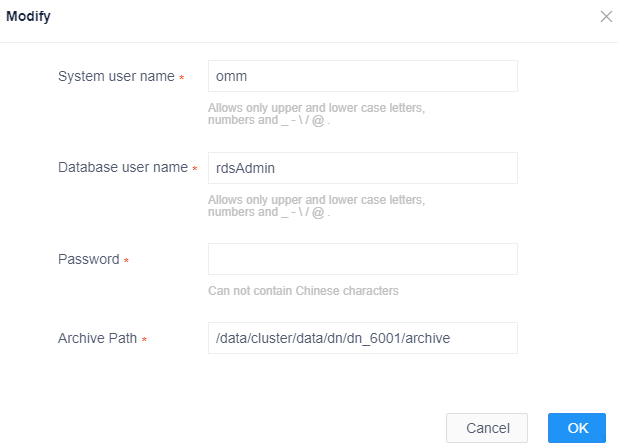 Modify
System user name *
omm
Allows only upper and lower case letters,
numbers and _ - \ / @ .
Database user name *
rdsAdmin
Allows only upper and lower case letters,
numbers and _ - \ / @ .
Password *
Can not contain Chinese characters
Archive Path *
/data/cluster/data/dn/dn_6001/archive
Cancel
OK